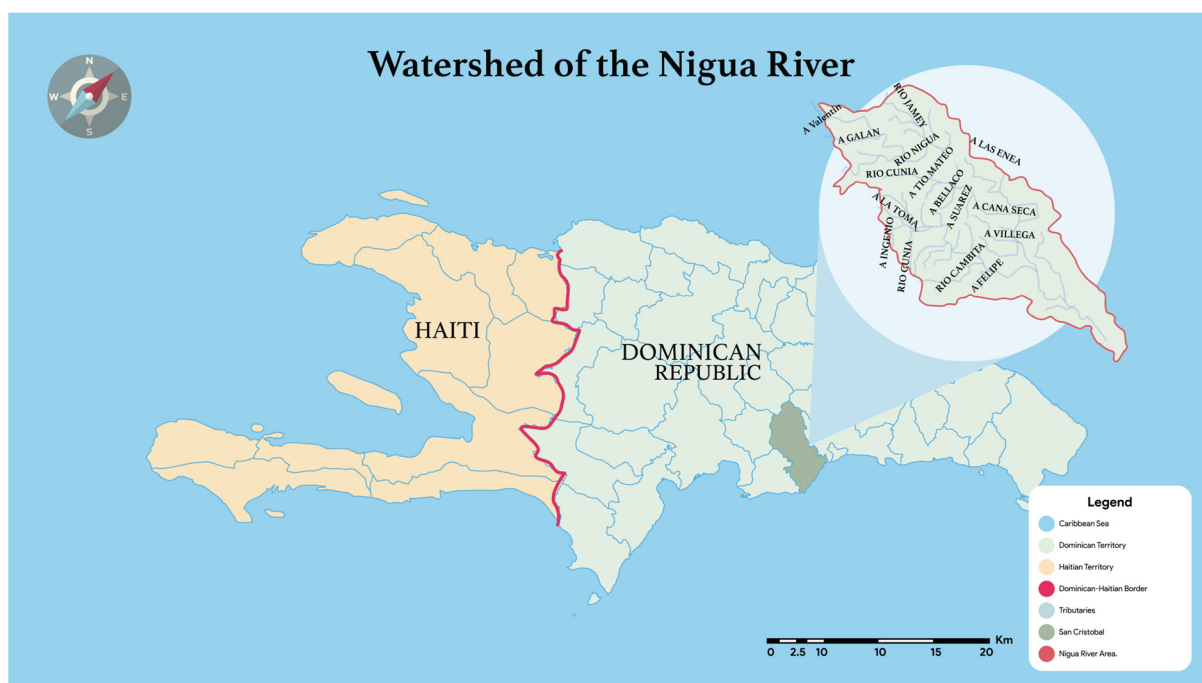 Watershed of the Nigua River
N
W
E
S
A Valentin
RIO JAMEY
A GALAN
RIO NIGUA
A LAS ENEA
RIO CUNIA
A TIO MATEO
A BELLACO
A SUAREZ
A LA TOMA
A CANA SECA
A INGENIO
RIO CUNIA
A VILLEGA
RIO CAMBITA
A FELIPE
HAITI
DOMINICAN
REPUBLIC
Legend
Caribbean Sea
Dominican Territory
Haitian Territory
Dominican-Haitian Border
Tributaries
San Cristobal
Nigua River Area.
Km
0 2.5 10 10 15 20